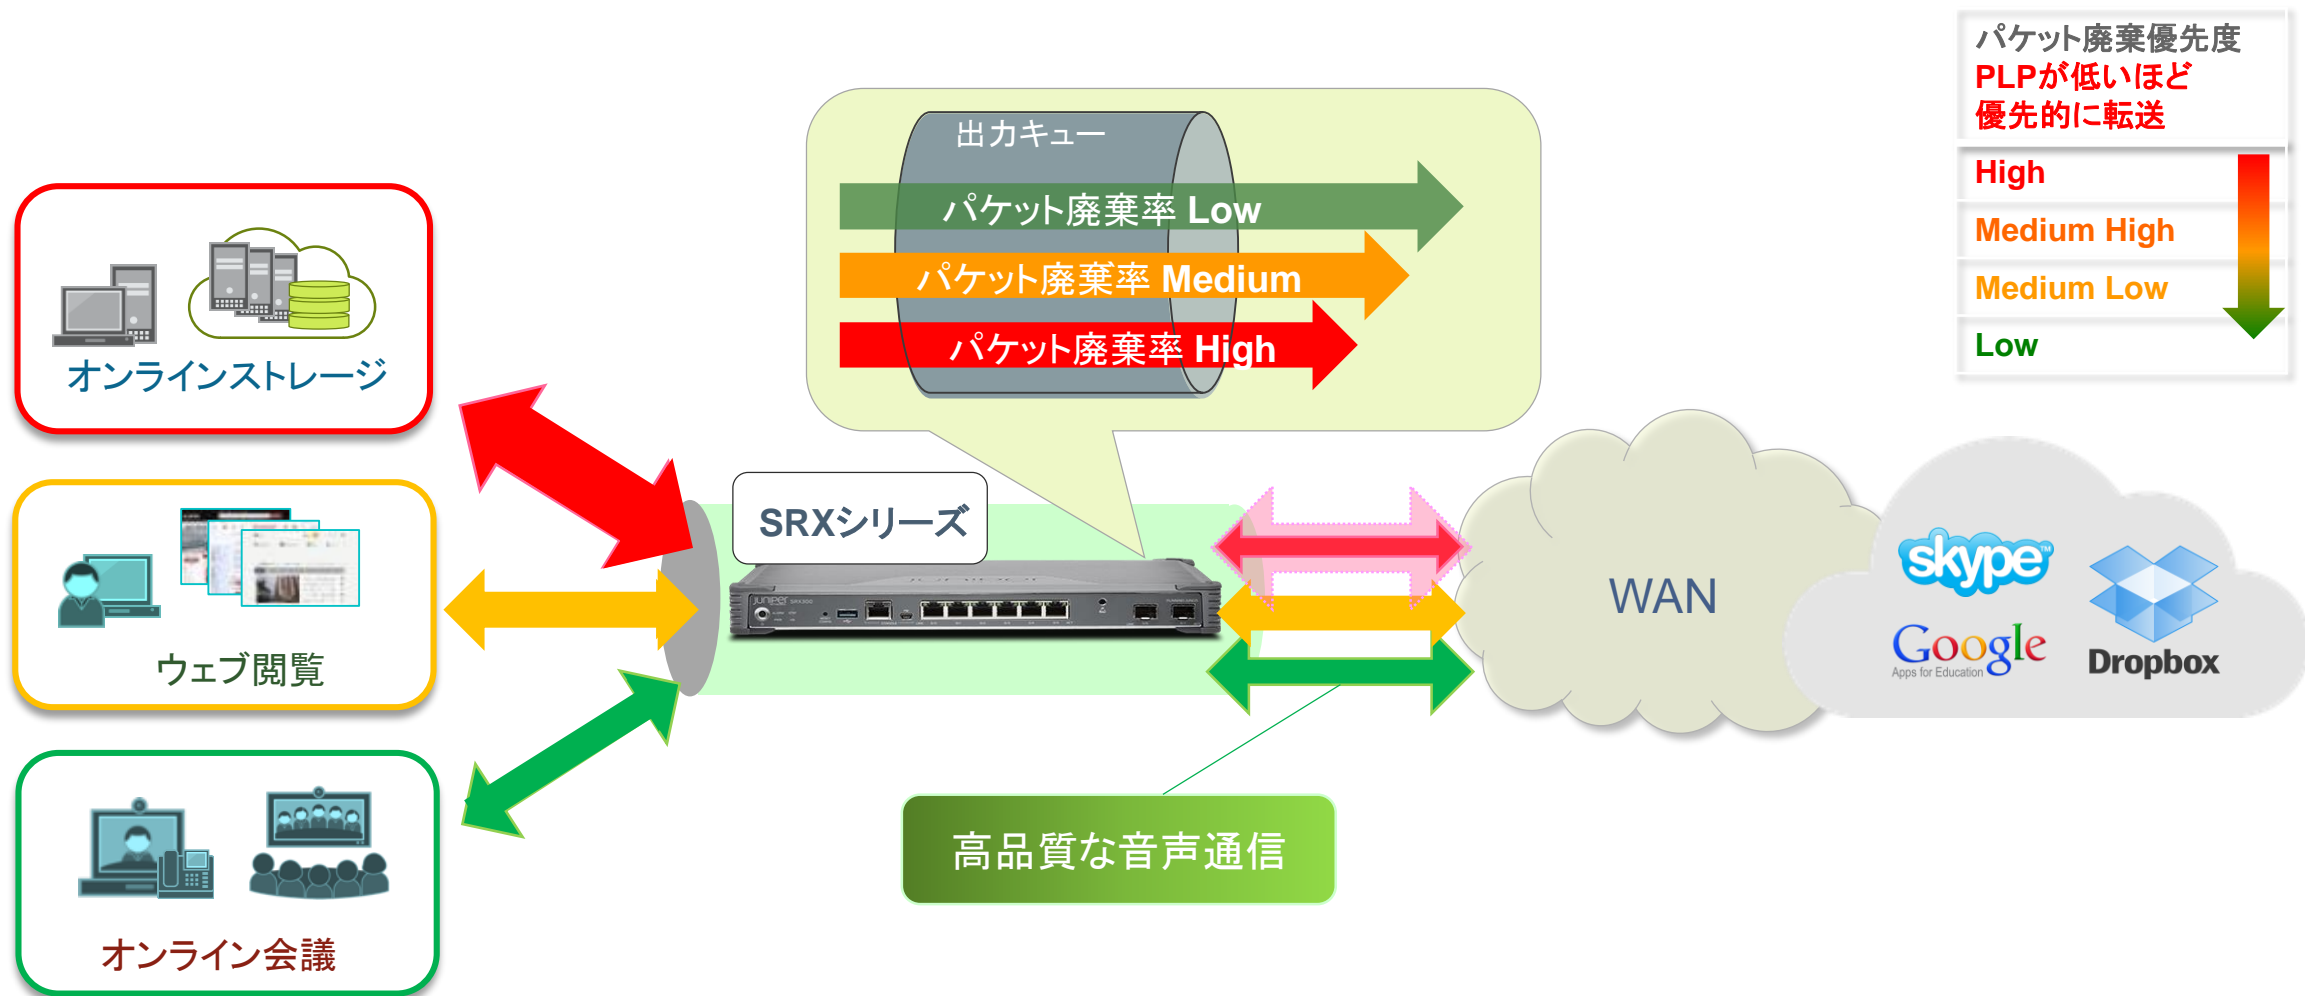 パケット廃棄優先度
PLPが低いほど
優先的に転送
High
Medium High
Medium Low
Low
出力キュー
パケット廃棄率 Low
パケット廃棄率 Medium
パケット廃棄率 High
オンラインストレージ
ウェブ閲覧
オンライン会議
SRXシリーズ
JUNIPER SRX300
WAN
skype
Google
Apps for Education
Dropbox
高品質な音声通信